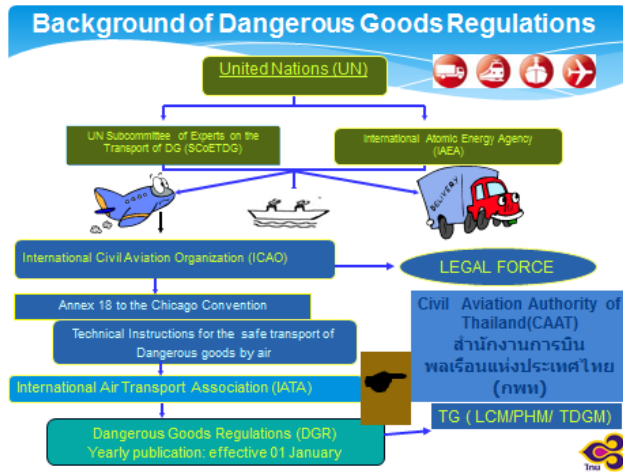 Background of Dangerous Goods Regulations
United Nations (UN)
UN Subcommittee of Experts on the
Transport of DG (SCoETDG)
International Atomic Energy Agency
(IAEA)
DELIVERY
International Civil Aviation Organization (ICAO)
LEGAL FORCE
Annex 18 to the Chicago Convention
Technical Instructions for the safe transport of
Dangerous goods by air
Civil Aviation Authority of
Thailand(CAAT)
สำนักงานการบิน
พลเรือนแห่งประเทศไทย
(กพท)
International Air Transport Association (IATA)
TG ( LCM/PHM/ TDGM)
Dangerous Goods Regulations (DGR)
Yearly publication: effective 01 January
ไทย